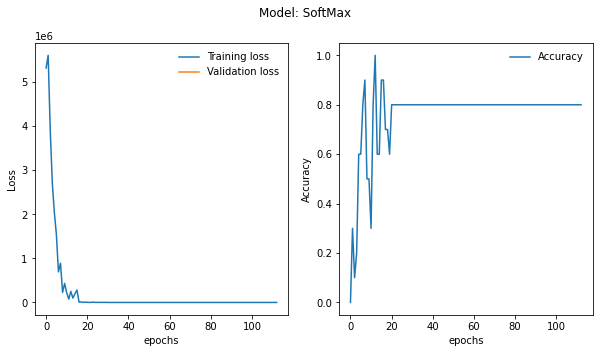 Model: SoftMax
1e6
Training loss
Validation loss
5
4
3
2
1
0
Loss
0 20 40 60 80 100
epochs
Accuracy
1.0
0.8
0.6
0.4
0.2
0.0
Accuracy
0 20 40 60 80 100
epochs